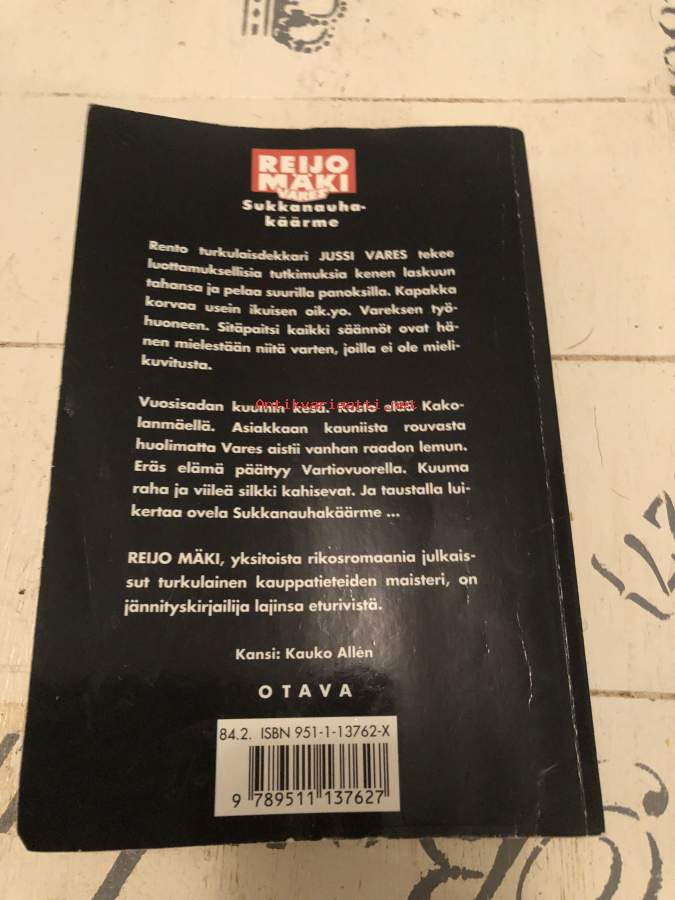 REIJO
MÄKI
VARES
Sukkanauha-
käärme
Rento turkulaisdekkari JUSSI VARES tekee
luottamuksellisia tutkimuksia kenen laskuun
tahansa ja pelaa suurilla panoksilla. Kapakka
korvaa usein ikuisen oik.yo. Vareksen työ-
huoneen. Sitäpaitsi kaikki säännöt ovat hä-
nen mielestään niitä varten, joilla ei ole mieli-
kuvitusta.
Vuosisadan kuumin kesä. Kosto elää Kako-
lanmäellä. Asiakkaan kauniista rouvasta
huolimatta Vares aistii vanhan raadon lemun.
Eräs elämä päättyy Vartiovuorella. Kuuma
raha ja viileä silkki kahisevat. Ja taustalla lui-
kertaa ovela Sukkanauhakäärme ...
Antikvariaatti.net
REIJO MÄKI, yksitoista rikosromaania julkais-
sut turkulainen kauppatieteiden maisteri, on
jännityskirjailija lajinsa eturivistä.
Kansi: Kauko Allén
OTAVA
84.2. ISBN 951-1-13762-X
9 789511 137627